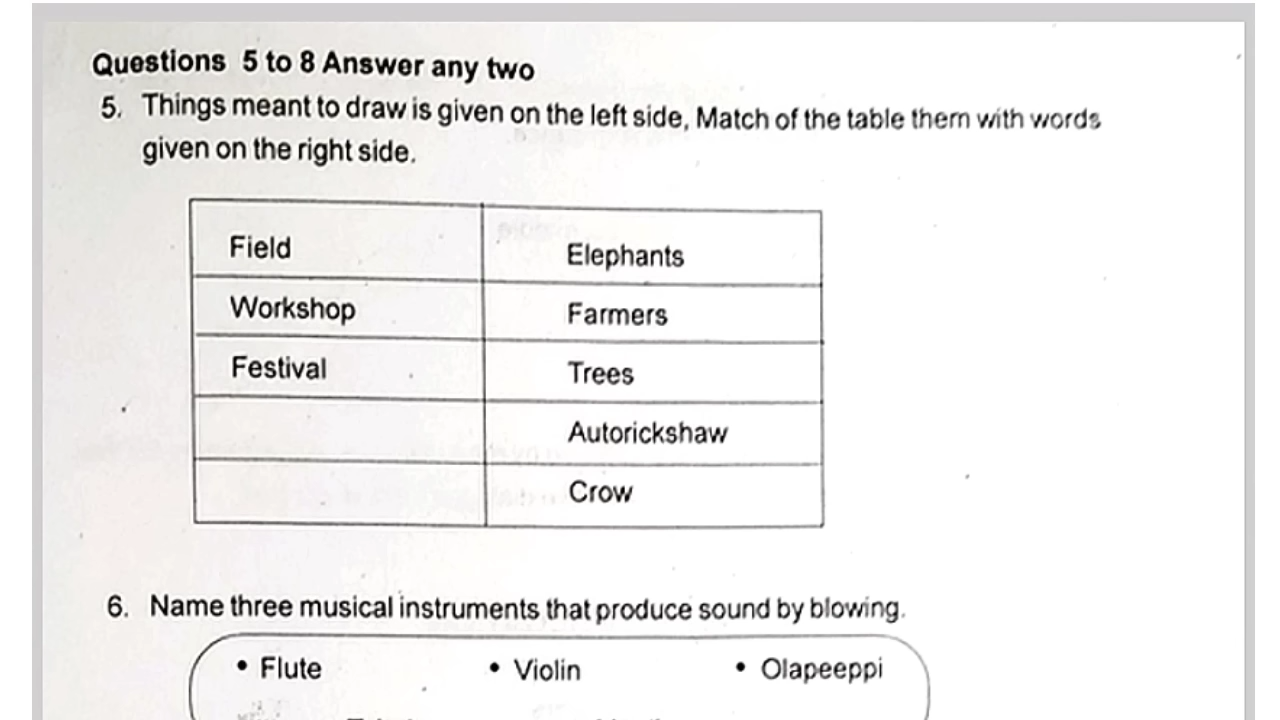 Questions 5 to 8 Answer any two
5. Things meant to draw is given on the left side, Match of the table them with words
given on the right side.
Field Elephants
Workshop Farmers
Festival Trees
Autorickshaw
Crow
6. Name three musical instruments that produce sound by blowing.
• Flute • Violin • Olapeeppi